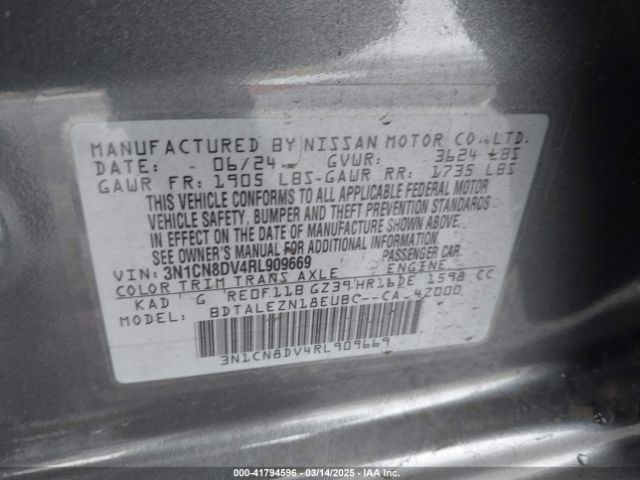 MANUFACTURED BY NISSAN MOTOR CO., LTD.
DATE: 06/24 GVWR: 3624 LBS
GAWR FR: 1905 LBS GAWR RR: 1735 LBS
THIS VEHICLE CONFORMS TO ALL APPLICABLE FEDERAL MOTOR
VEHICLE SAFETY, BUMPER AND THEFT PREVENTION STANDARDS
IN EFFECT ON THE DATE OF MANUFACTURE SHOWN ABOVE.
SEE OWNER'S MANUAL FOR ADDITIONAL INFORMATION
VIN: 3N1CN8DV4RL909669 PASSENGER CAR
COLOR TRIM TRANS AXLE ENGINE
KAD G RE0F11B GZ39 HR16DE 1598 CC
MODEL: BDTALEZN18EUBC--CA-42000
3N1CN8DV4RL909669
000-41794596 - 03/14/2025 - IAA Inc.